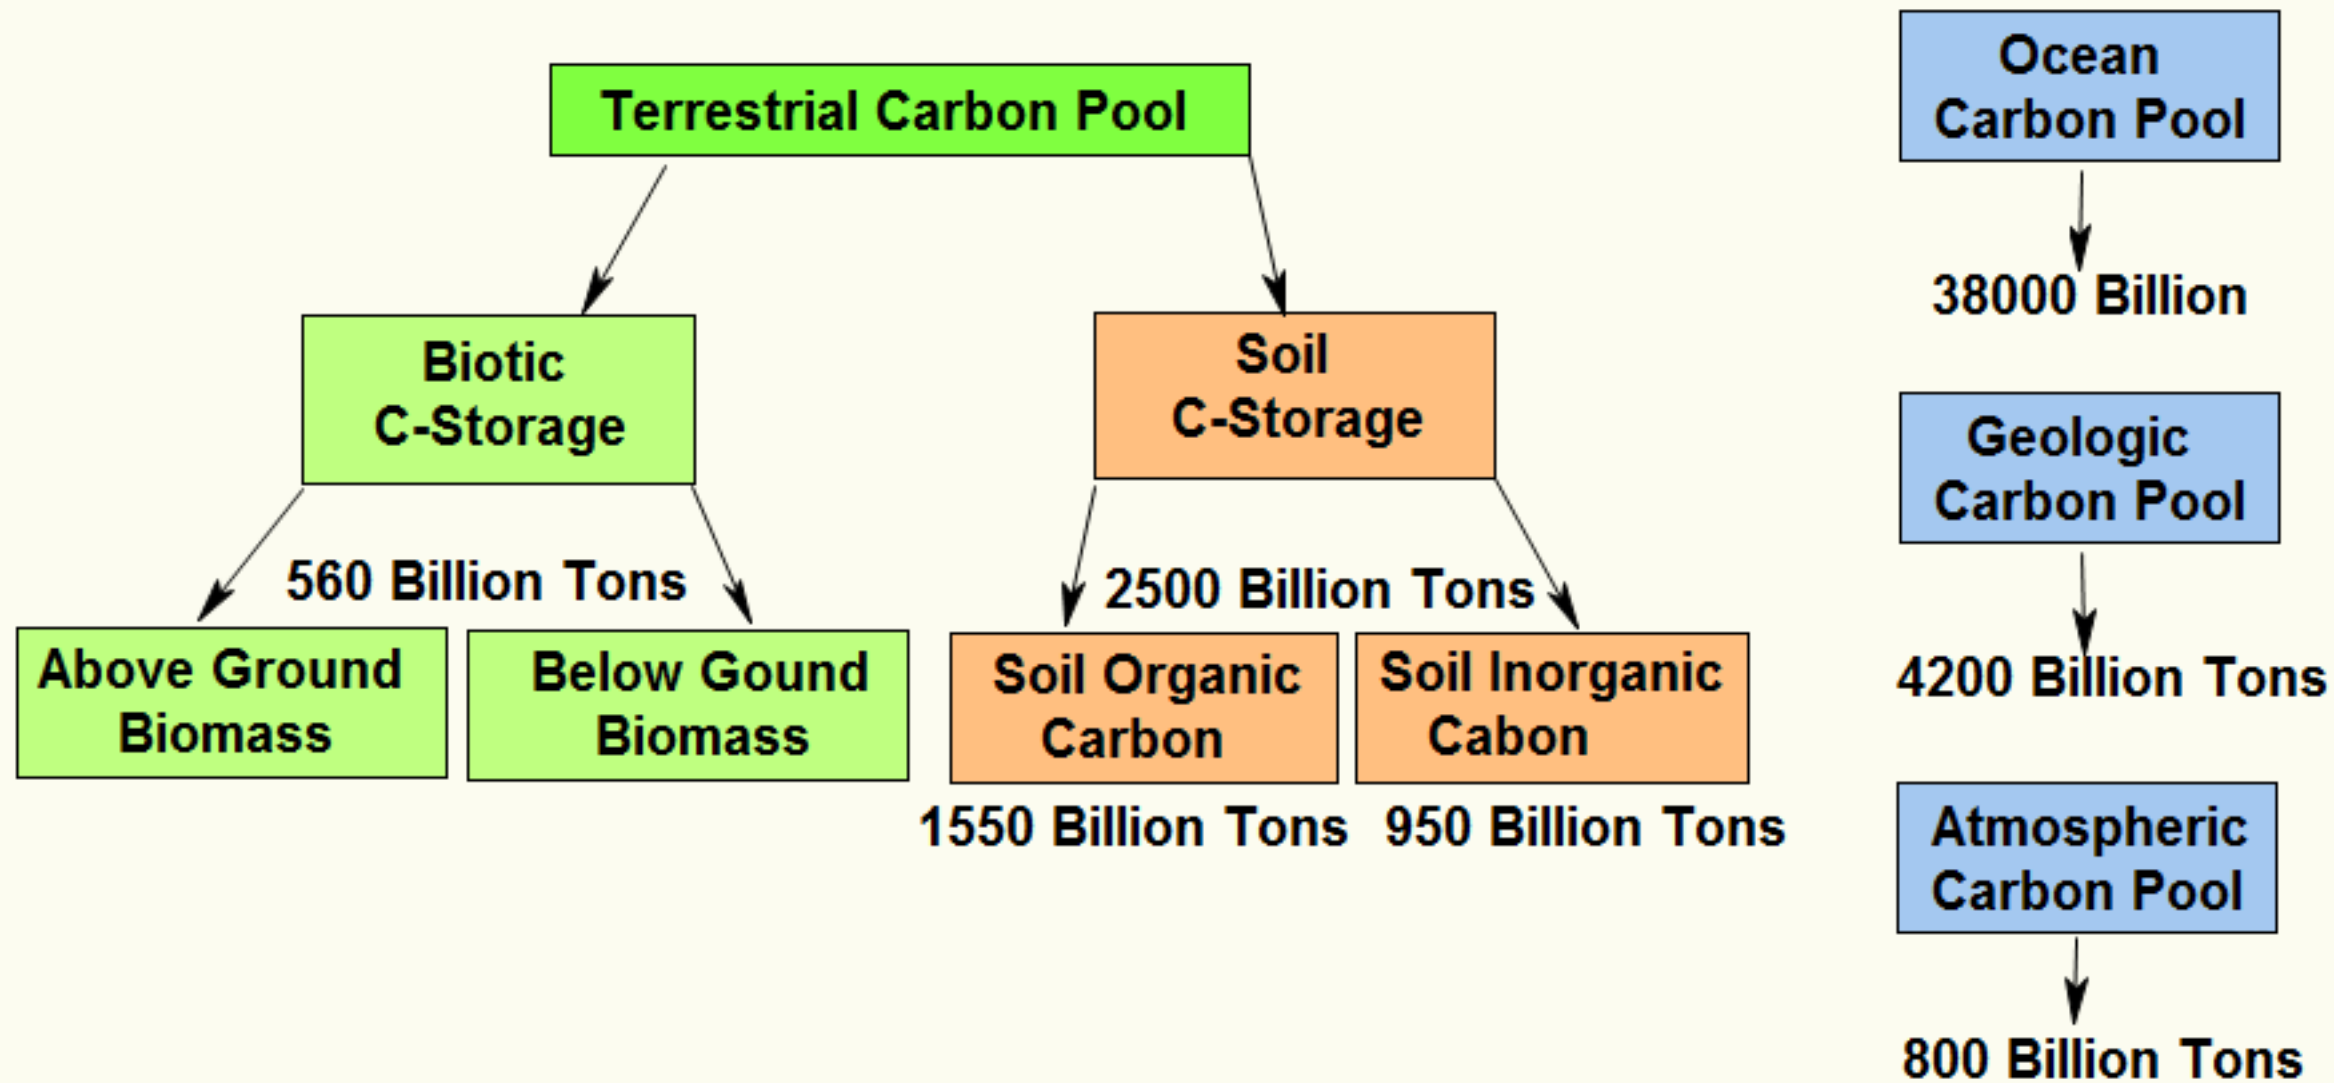 Terrestrial Carbon Pool
Biotic
C-Storage
Soil
C-Storage
560 Billion Tons
2500 Billion Tons
Above Ground
Biomass
Below Gound
Biomass
Soil Organic
Carbon
Soil Inorganic
Cabon
1550 Billion Tons
950 Billion Tons
Ocean
Carbon Pool
38000 Billion
Geologic
Carbon Pool
4200 Billion Tons
Atmospheric
Carbon Pool
800 Billion Tons